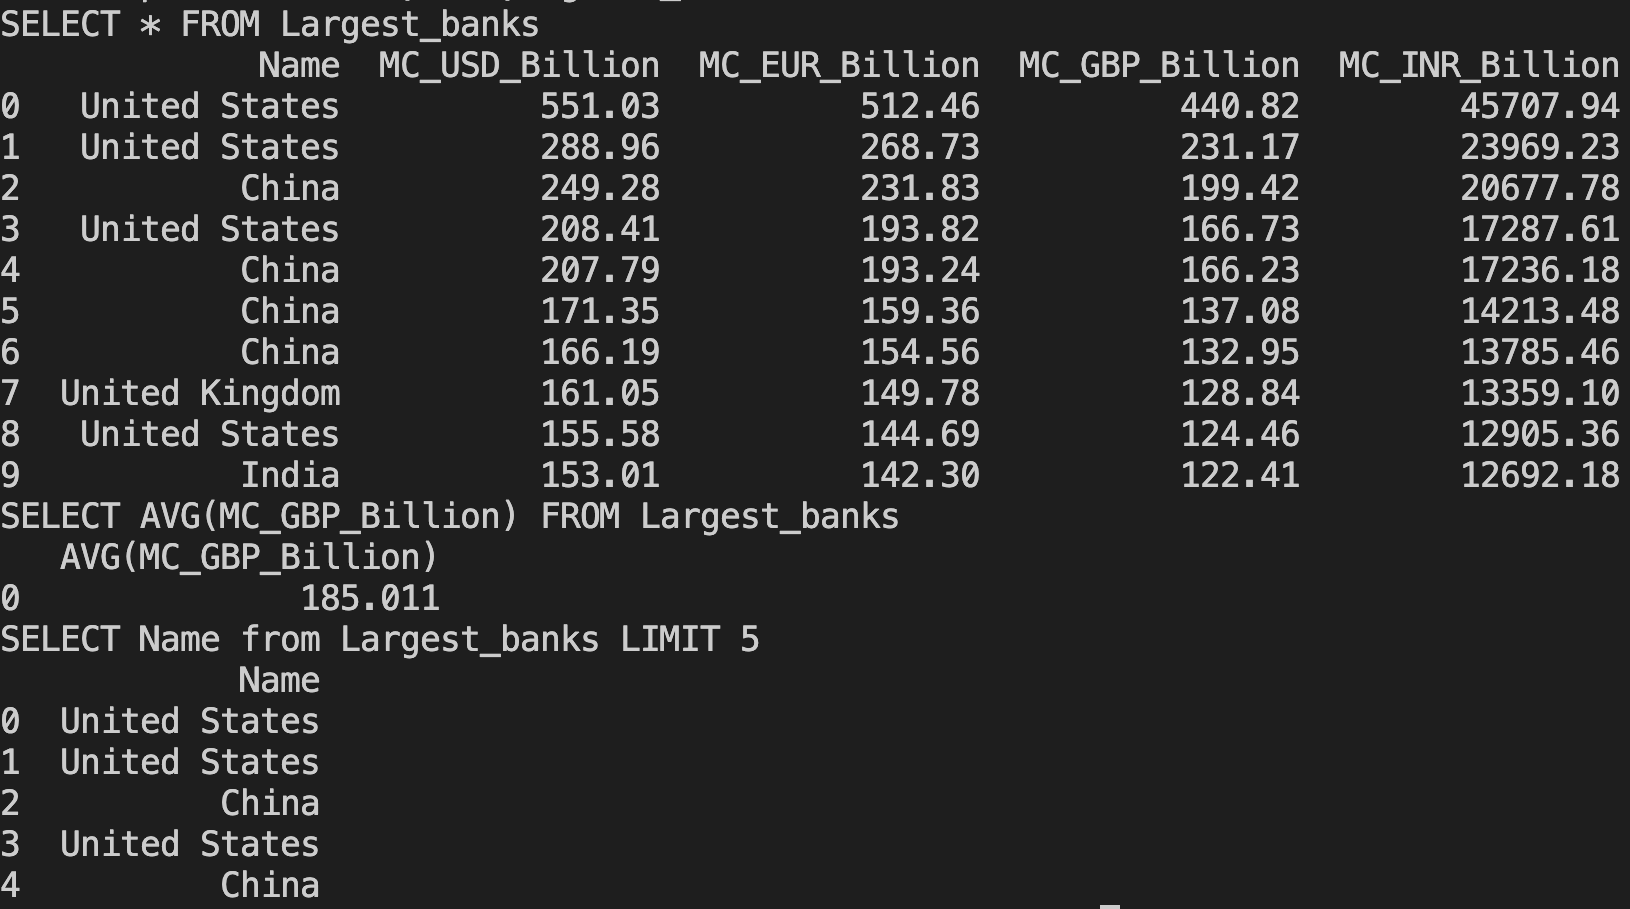 SELECT * FROM Largest_banks
Name MC_USD_Billion MC_EUR_Billion MC_GBP_Billion MC_INR_Billion
0 United States 551.03 512.46 440.82 45707.94
1 United States 288.96 268.73 231.17 23969.23
2 China 249.28 231.83 199.42 20677.78
3 United States 208.41 193.82 166.73 17287.61
4 China 207.79 193.24 166.23 17236.18
5 China 171.35 159.36 137.08 14213.48
6 China 166.19 154.56 132.95 13785.46
7 United Kingdom 161.05 149.78 128.84 13359.10
8 United States 155.58 144.69 124.46 12905.36
9 India 153.01 142.30 122.41 12692.18
SELECT AVG(MC_GBP_Billion) FROM Largest_banks
AVG(MC_GBP_Billion)
0 185.011
SELECT Name from Largest_banks LIMIT 5
Name
0 United States
1 United States
2 China
3 United States
4 China